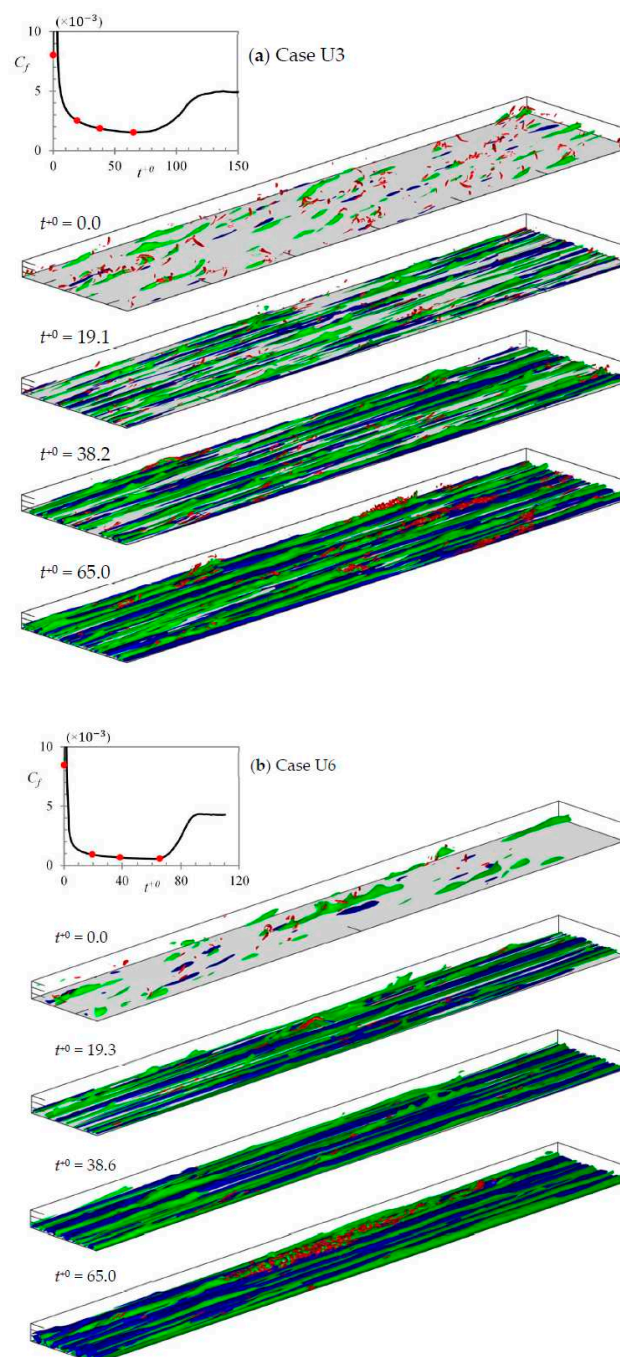 (×10⁻³)
10
(a) Case U3
C_f
5
0
0 50 100 150
t⁺⁰
t⁺⁰ = 0.0
t⁺⁰ = 19.1
t⁺⁰ = 38.2
t⁺⁰ = 65.0
(×10⁻³)
10
(b) Case U6
C_f
5
0
0 40 80 120
t⁺⁰
t⁺⁰ = 0.0
t⁺⁰ = 19.3
t⁺⁰ = 38.6
t⁺⁰ = 65.0